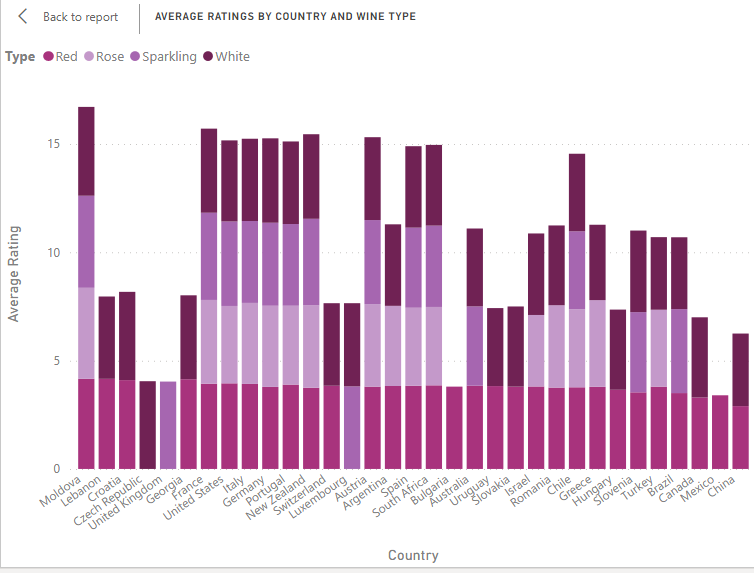 Back to report
AVERAGE RATINGS BY COUNTRY AND WINE TYPE
Type Red Rose Sparkling White
15
10
5
0
Average Rating
Moldova
Lebanon
Croatia
Czech Republic
United Kingdom
Georgia
France
United States
Italy
Germany
Portugal
New Zealand
Switzerland
Luxembourg
Austria
Argentina
Spain
South Africa
Bulgaria
Australia
Uruguay
Slovakia
Israel
Romania
Chile
Greece
Hungary
Slovenia
Turkey
Brazil
Canada
Mexico
China
Country